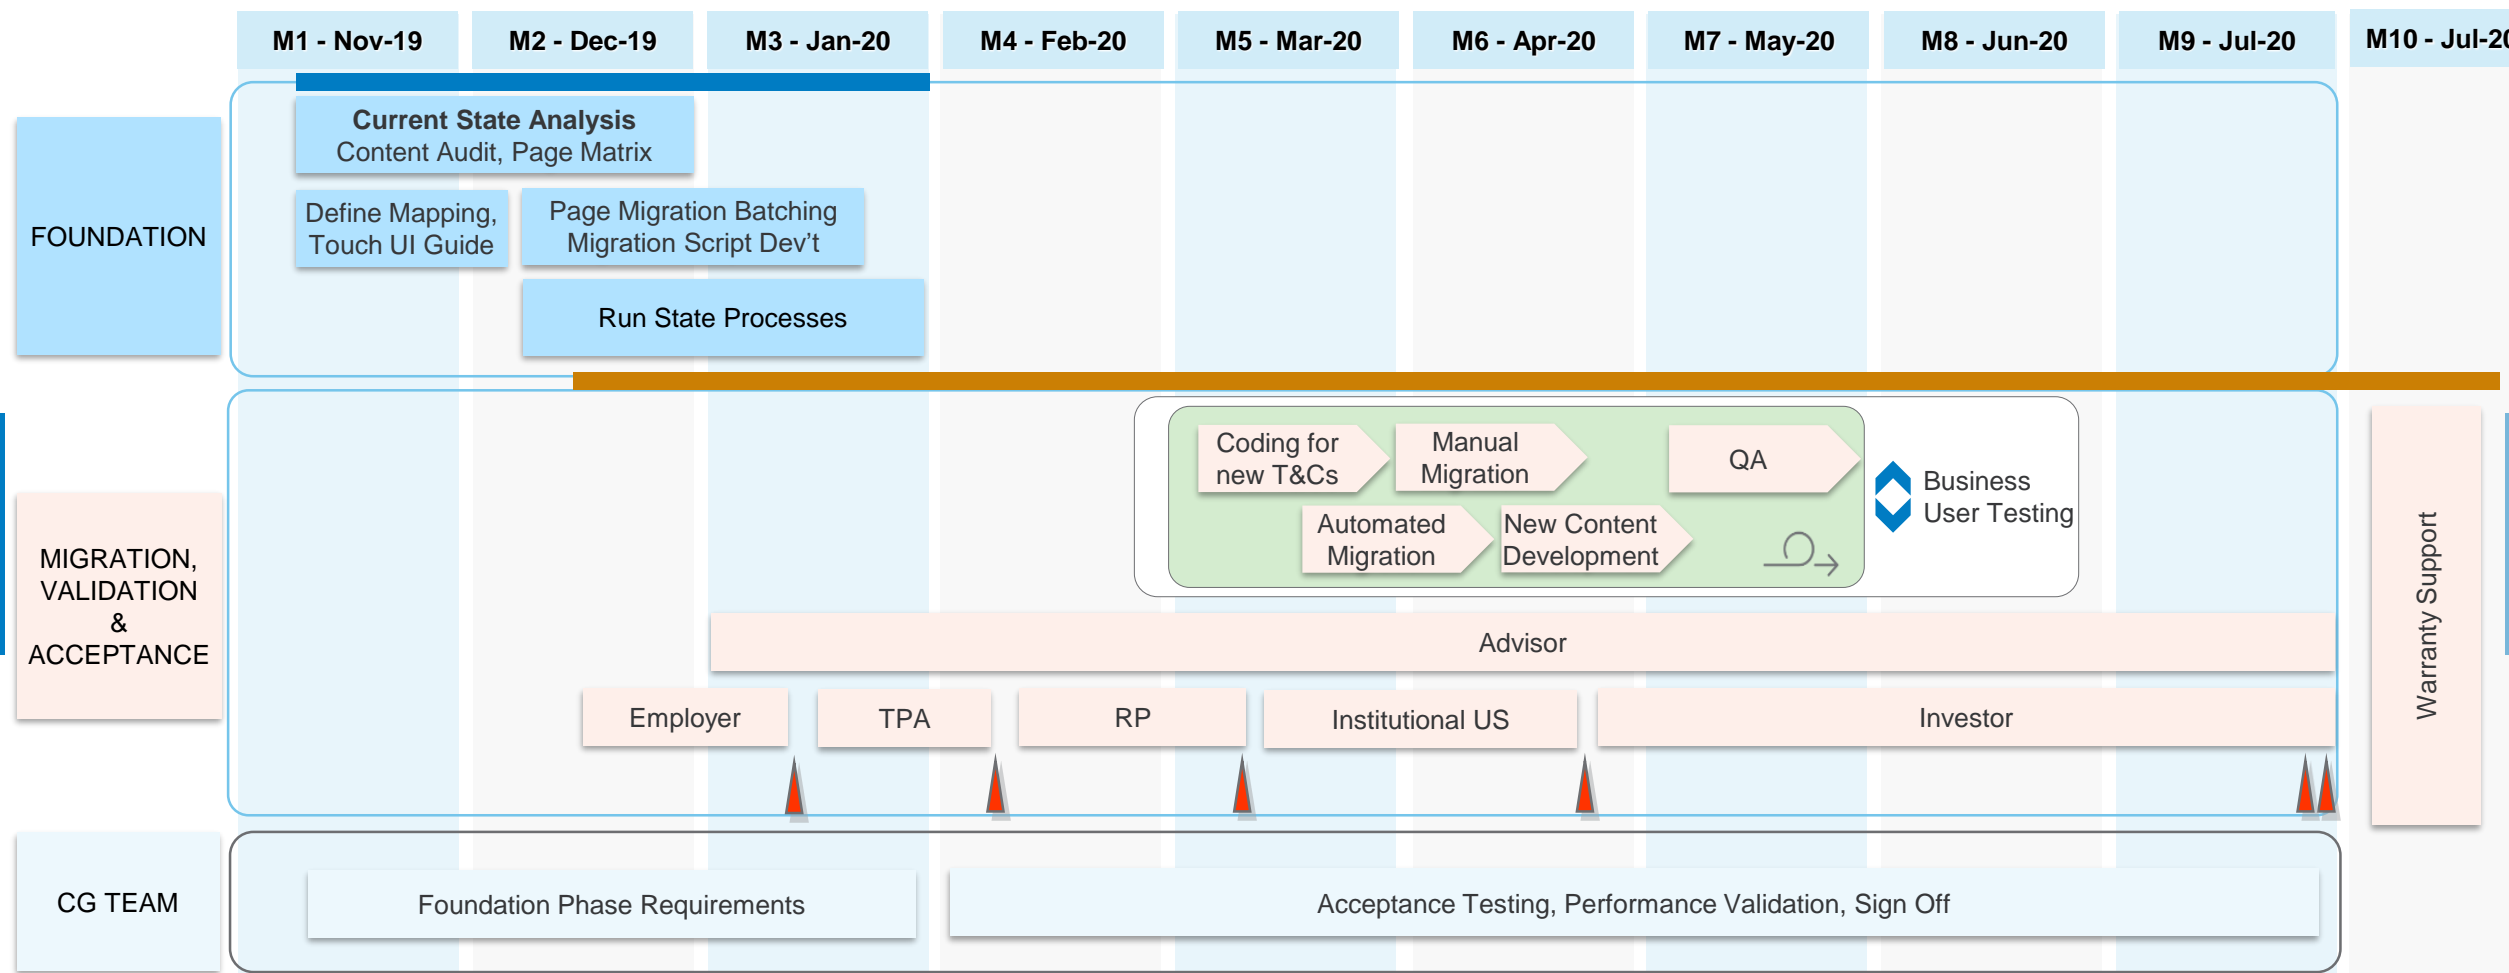 M1 - Nov-19
M2 - Dec-19
M3 - Jan-20
M4 - Feb-20
M5 - Mar-20
M6 - Apr-20
M7 - May-20
M8 - Jun-20
M9 - Jul-20
M10 - Jul-20
FOUNDATION
Current State Analysis
Content Audit, Page Matrix
Define Mapping,
Touch UI Guide
Page Migration Batching
Migration Script Dev’t
Run State Processes
MIGRATION,
VALIDATION
&
ACCEPTANCE
Coding for
new T&Cs
Manual
Migration
QA
Automated
Migration
New Content
Development
Business
User Testing
Advisor
Employer
TPA
RP
Institutional US
Investor
Warranty Support
CG TEAM
Foundation Phase Requirements
Acceptance Testing, Performance Validation, Sign Off